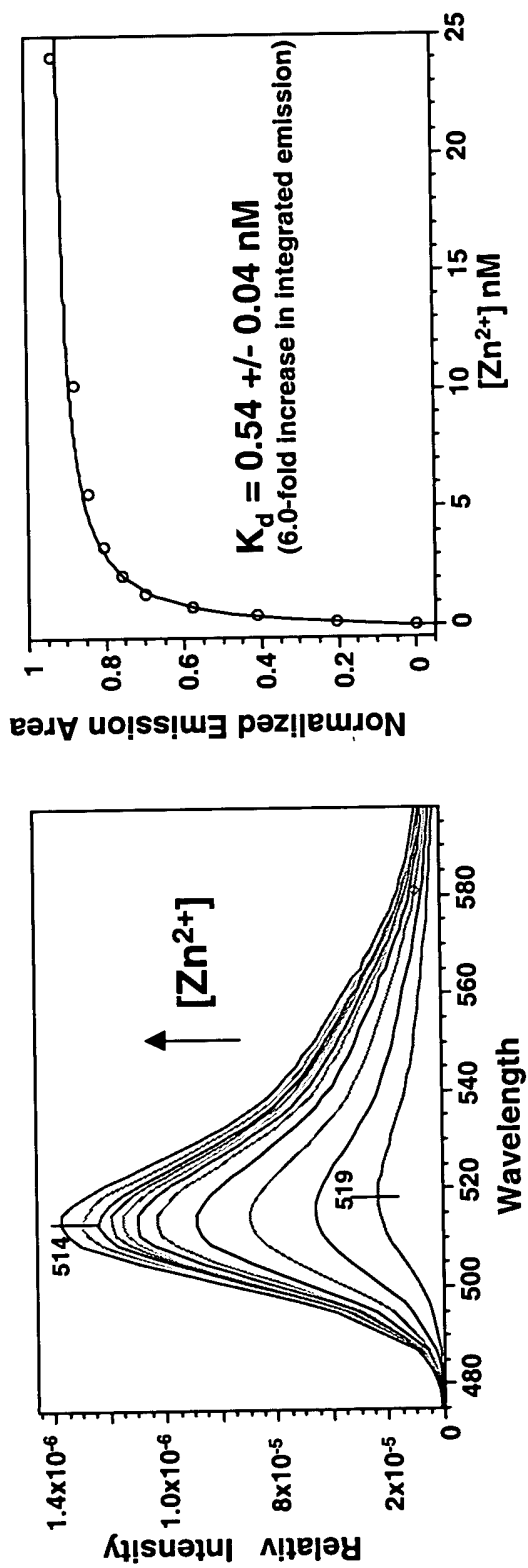 Relativ Intensity
1.4x10-6
1.0x10-6
8x10-5
2x10-5
0
514
519
[Zn2+]
480
500
520
540
560
580
Wavelength
Normalized Emission Area
1
0.8
0.6
0.4
0.2
0
Kd = 0.54 +/- 0.04 nM
(6.0-fold increase in integrated emission)
0
5
10
15
20
25
[Zn2+] nM